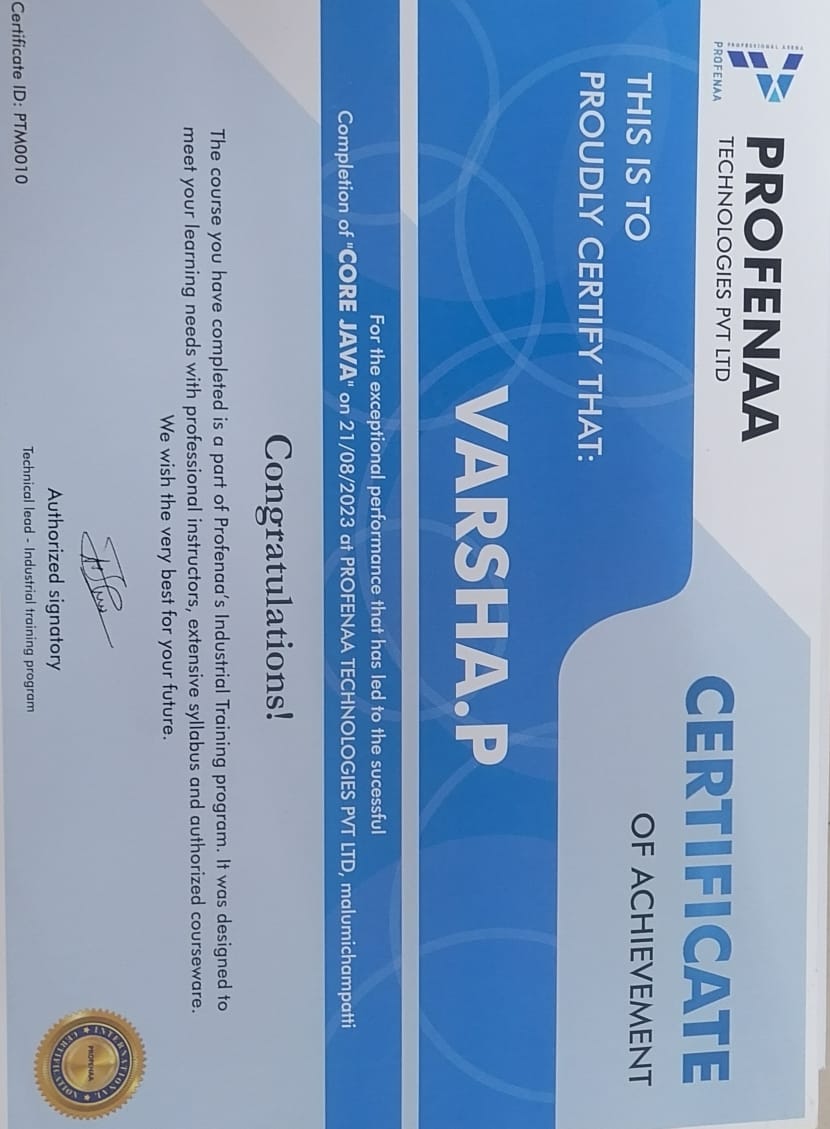 PROFENAA
TECHNOLOGIES PVT LTD
PROFESSIONAL ARENA
PROFENAA
CERTIFICATE
OF ACHIEVEMENT
THIS IS TO
PROUDLY CERTIFY THAT:
VARSHA.P
For the exceptional performance that has led to the sucessful
Completion of "CORE JAVA" on 21/08/2023 at PROFENAA TECHNOLOGIES PVT LTD, malumichampatti
Congratulations!
The course you have completed is a part of Profenaa's Industrial Training program. It was designed to
meet your learning needs with professional instructors, extensive syllabus and authorized courseware.
We wish the very best for your future.
Authorized signatory
Technical lead - Industrial training program
Certificate ID: PTM0010
INTERNATIONAL
PROFENAA
CERTIFICATION